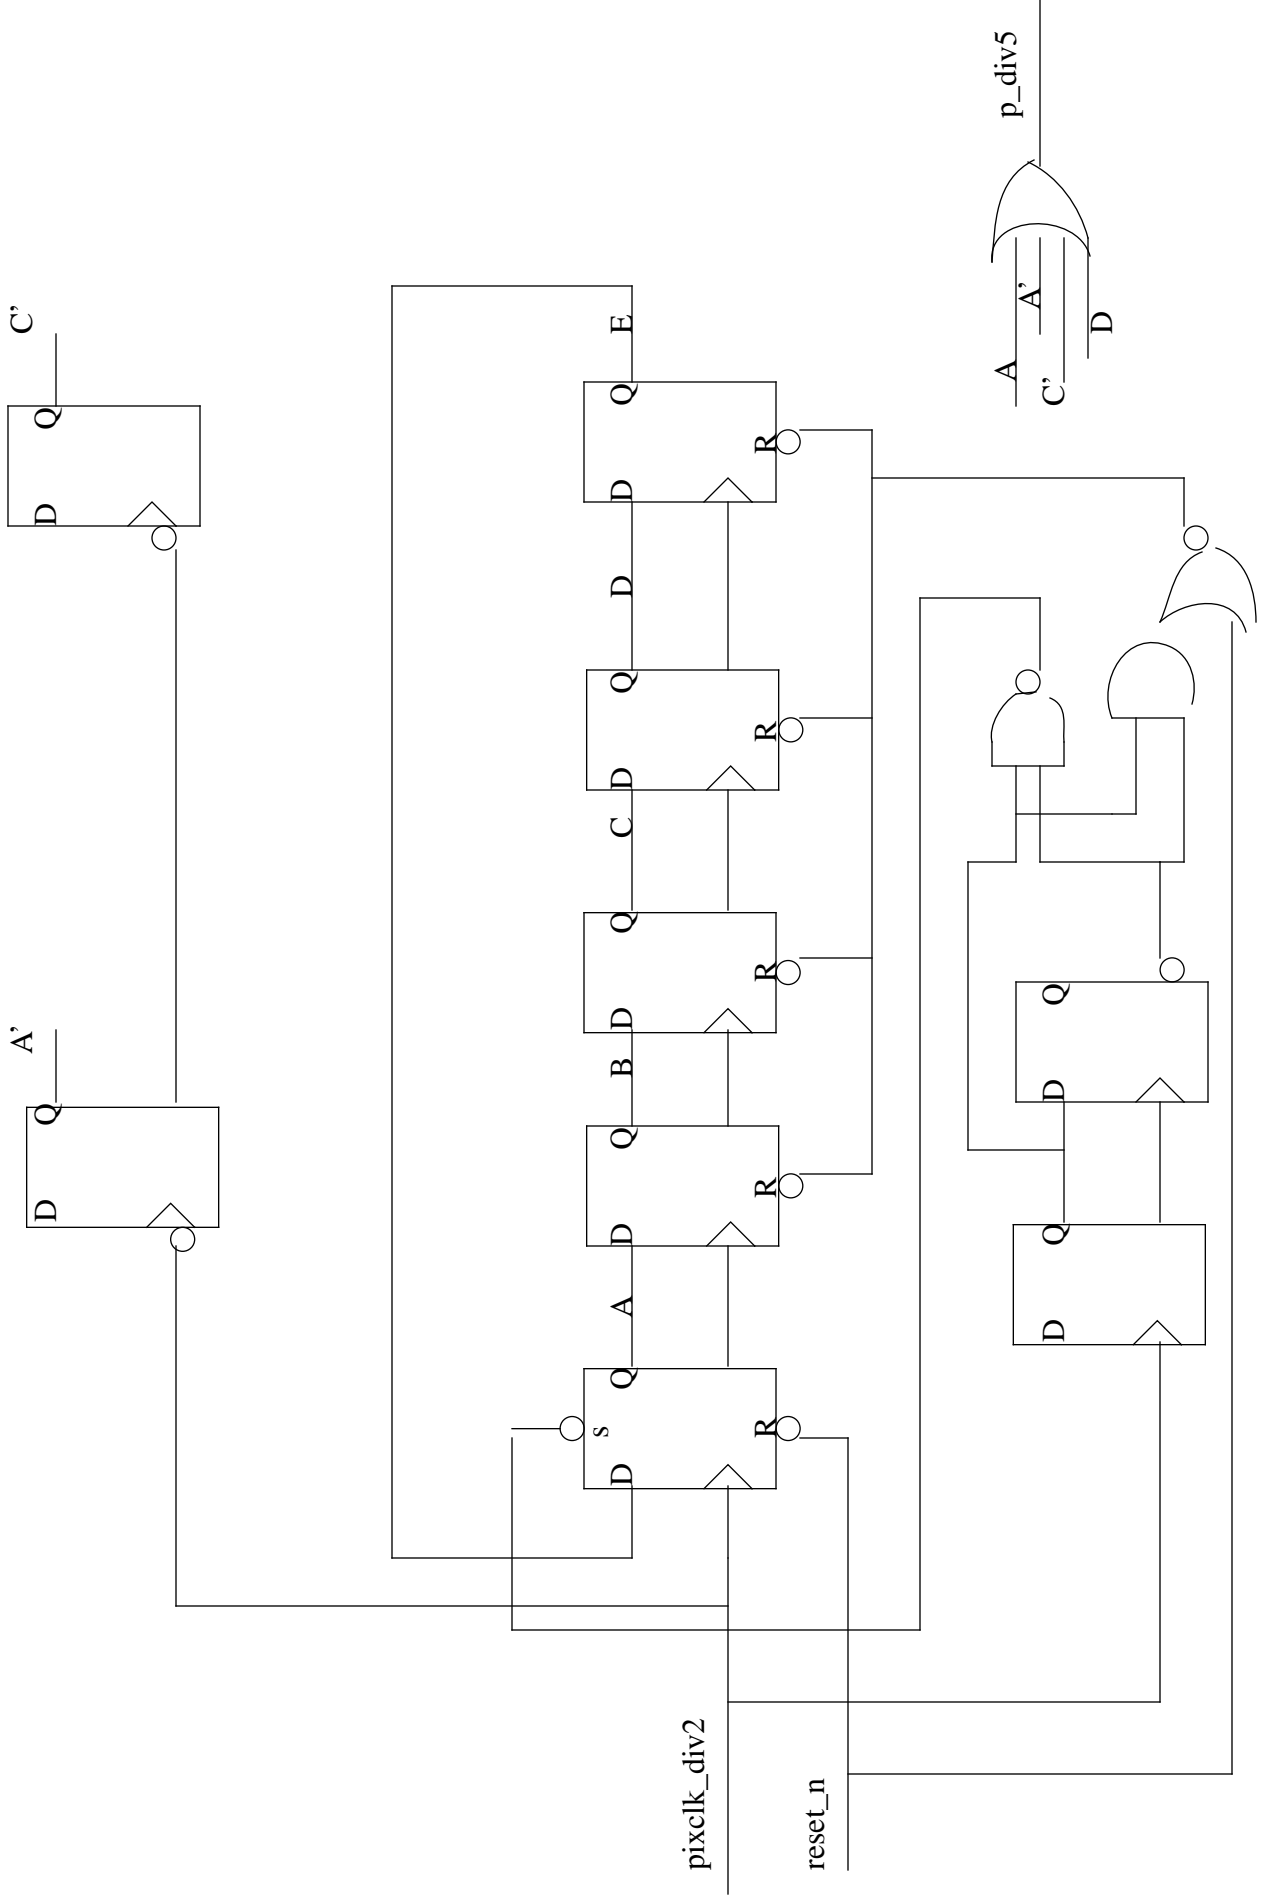 A' C'
D Q D Q
s
D Q A D Q B D Q C D Q D D Q E
pixclk_div2
R R R R R
reset_n
A p_div5
A'
D Q D Q C'
D